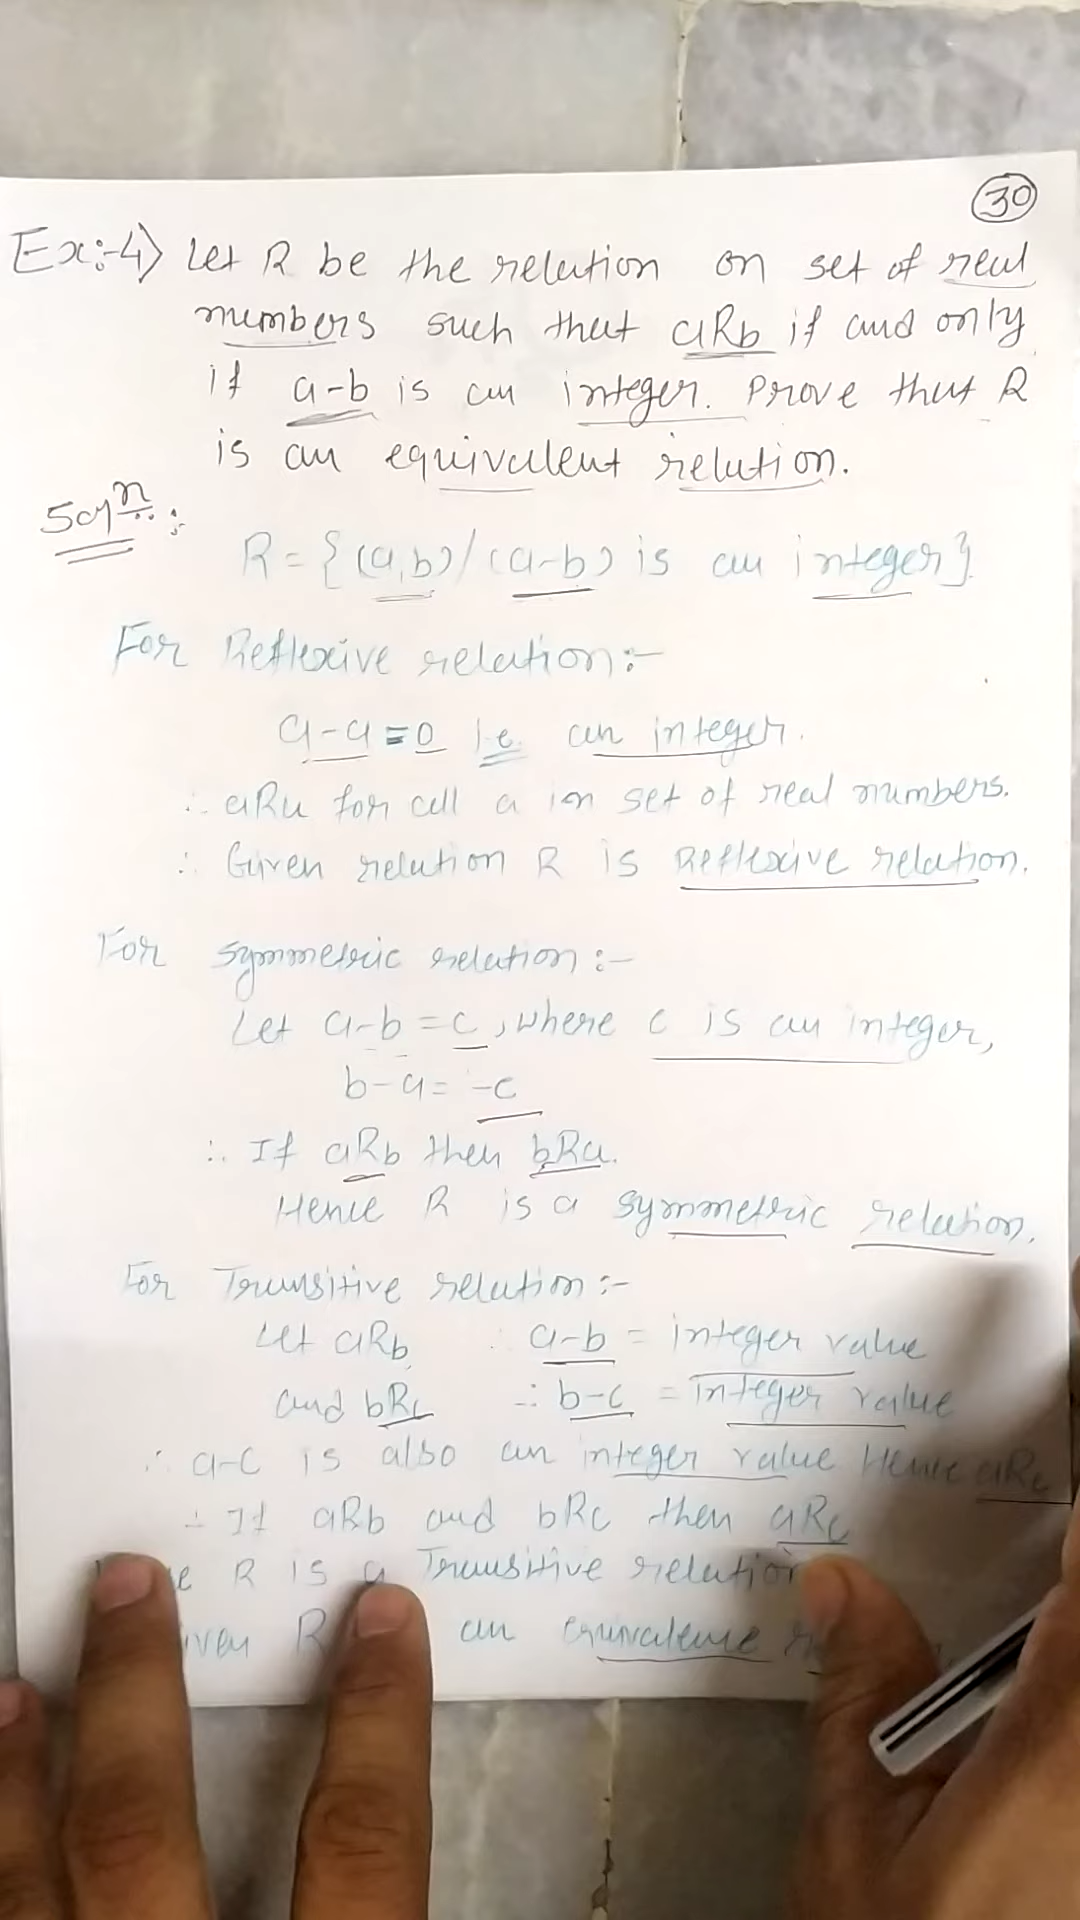 30
Ex:-4) Let R be the relation on set of real
numbers such that aRb if and only
if a-b is an integer. Prove that R
is an equivalent relation.
Solⁿ:
R = {(a,b)/(a-b) is an integer}
For Reflexive relation:-
a-a=0 i.e. an integer.
∴ aRa for all a in set of real numbers.
∴ Given relation R is Reflexive relation.
For symmetric relation:-
Let a-b=c, where c is an integer,
b-a= -c
∴ If aRb then bRa.
Hence R is a symmetric relation.
For Transitive relation:-
Let aRb ∴ a-b = integer value
and bRc ∴ b-c = integer value
∴ a-c is also an integer value Hence aRc
∴ If aRb and bRc then aRc
R is a Transitive relation
R an equivalence